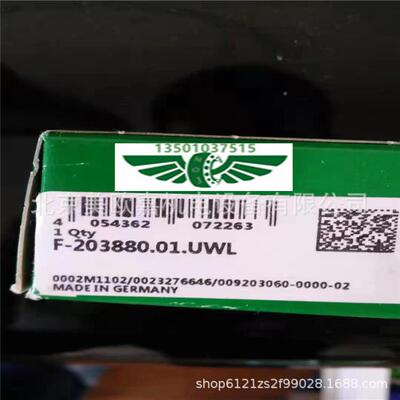 13501037515
4 054362 072263
1 Qty
F-203880.01.UWL
0002M1102/0023276646/009203060-0000-02
MADE IN GERMANY
shop6121zs2f99028.1688.com